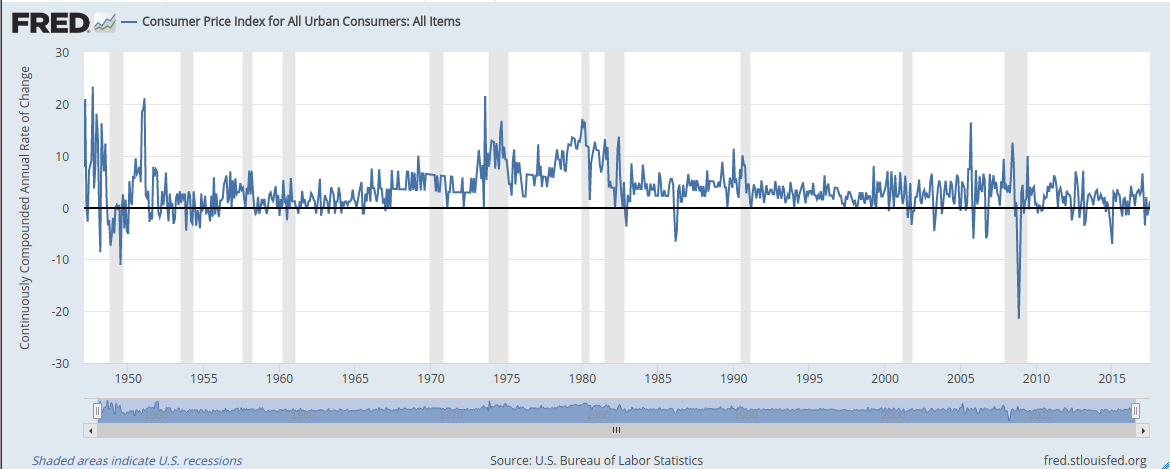 FRED
Consumer Price Index for All Urban Consumers: All Items
Continuously Compounded Annual Rate of Change
30
20
10
0
-10
-20
-30
1950 1955 1960 1965 1970 1975 1980 1985 1990 1995 2000 2005 2010 2015
Shaded areas indicate U.S. recessions
Source: U.S. Bureau of Labor Statistics
fred.stlouisfed.org